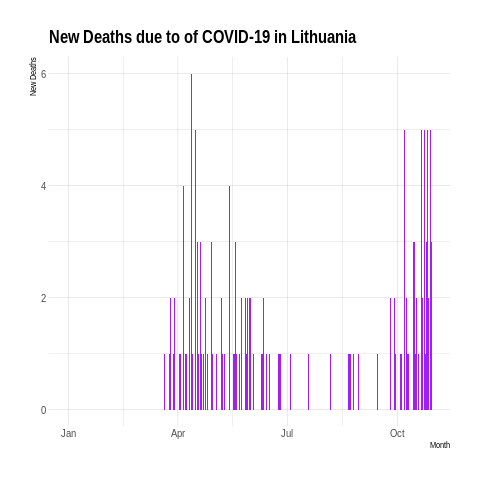 New Deaths due to of COVID-19 in Lithuania
New Deaths
6
4
2
0
Jan Apr Jul Oct
Month